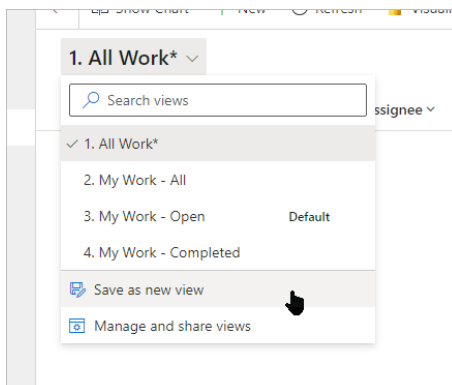 Show Chart New Refresh
1. All Work*
Search views
ssignee
1. All Work*
2. My Work - All
3. My Work - Open Default
4. My Work - Completed
Save as new view
Manage and share views